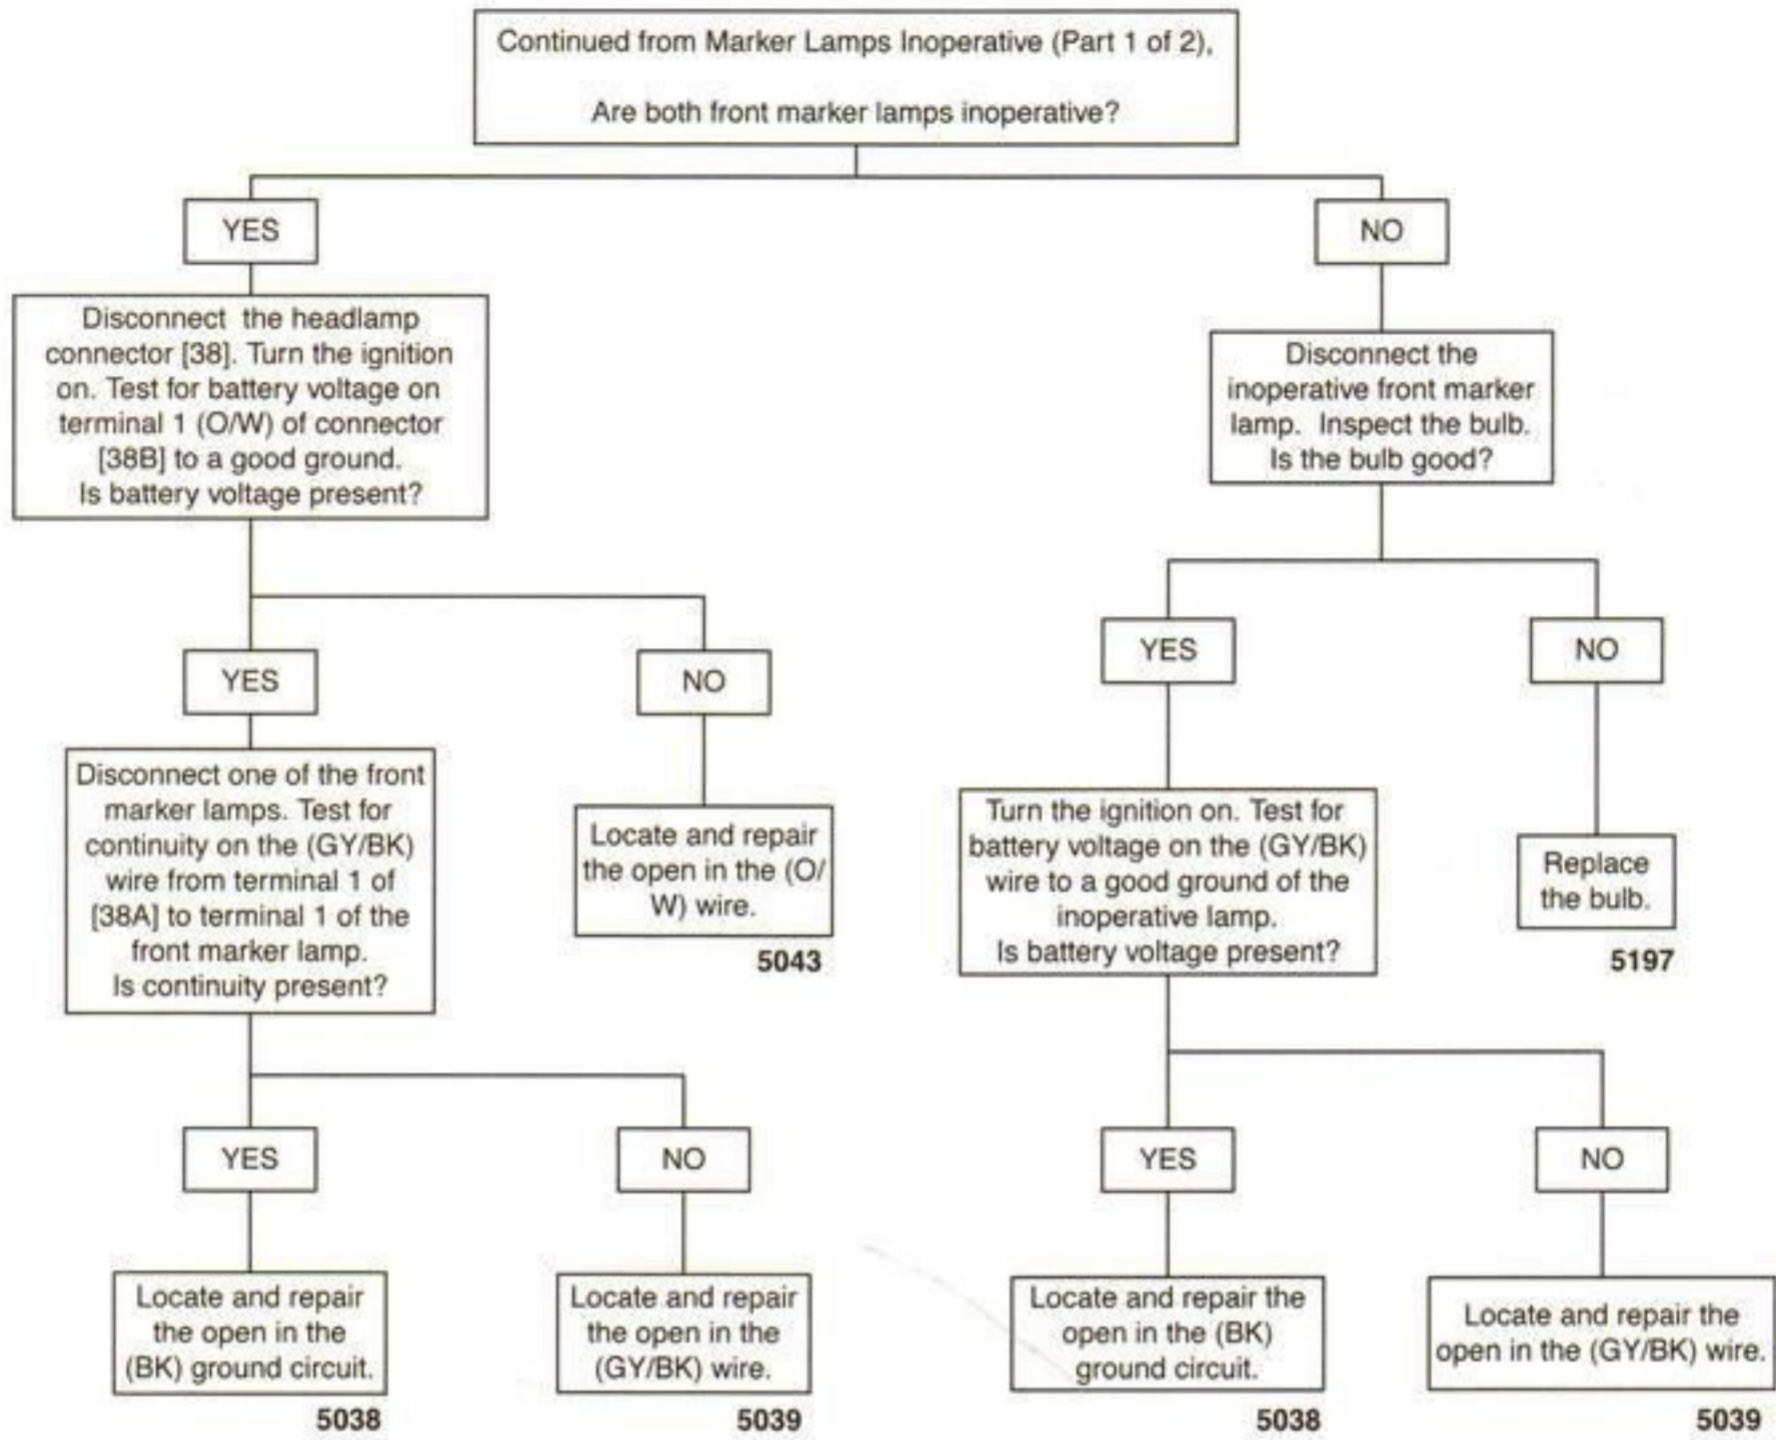 Continued from Marker Lamps Inoperative (Part 1 of 2),
Are both front marker lamps inoperative?
YES
Disconnect the headlamp
connector [38]. Turn the ignition
on. Test for battery voltage on
terminal 1 (O/W) of connector
[38B] to a good ground.
Is battery voltage present?
YES
Disconnect one of the front
marker lamps. Test for
continuity on the (GY/BK)
wire from terminal 1 of
[38A] to terminal 1 of the
front marker lamp.
Is continuity present?
YES
Locate and repair
the open in the
(BK) ground circuit.
5038
NO
Locate and repair
the open in the
(GY/BK) wire.
5039
NO
Locate and repair
the open in the (O/
W) wire.
5043
NO
Disconnect the
inoperative front marker
lamp. Inspect the bulb.
Is the bulb good?
YES
Turn the ignition on. Test for
battery voltage on the (GY/BK)
wire to a good ground of the
inoperative lamp.
Is battery voltage present?
YES
Locate and repair the
open in the (BK)
ground circuit.
5038
NO
Locate and repair the
open in the (GY/BK) wire.
5039
NO
Replace
the bulb.
5197